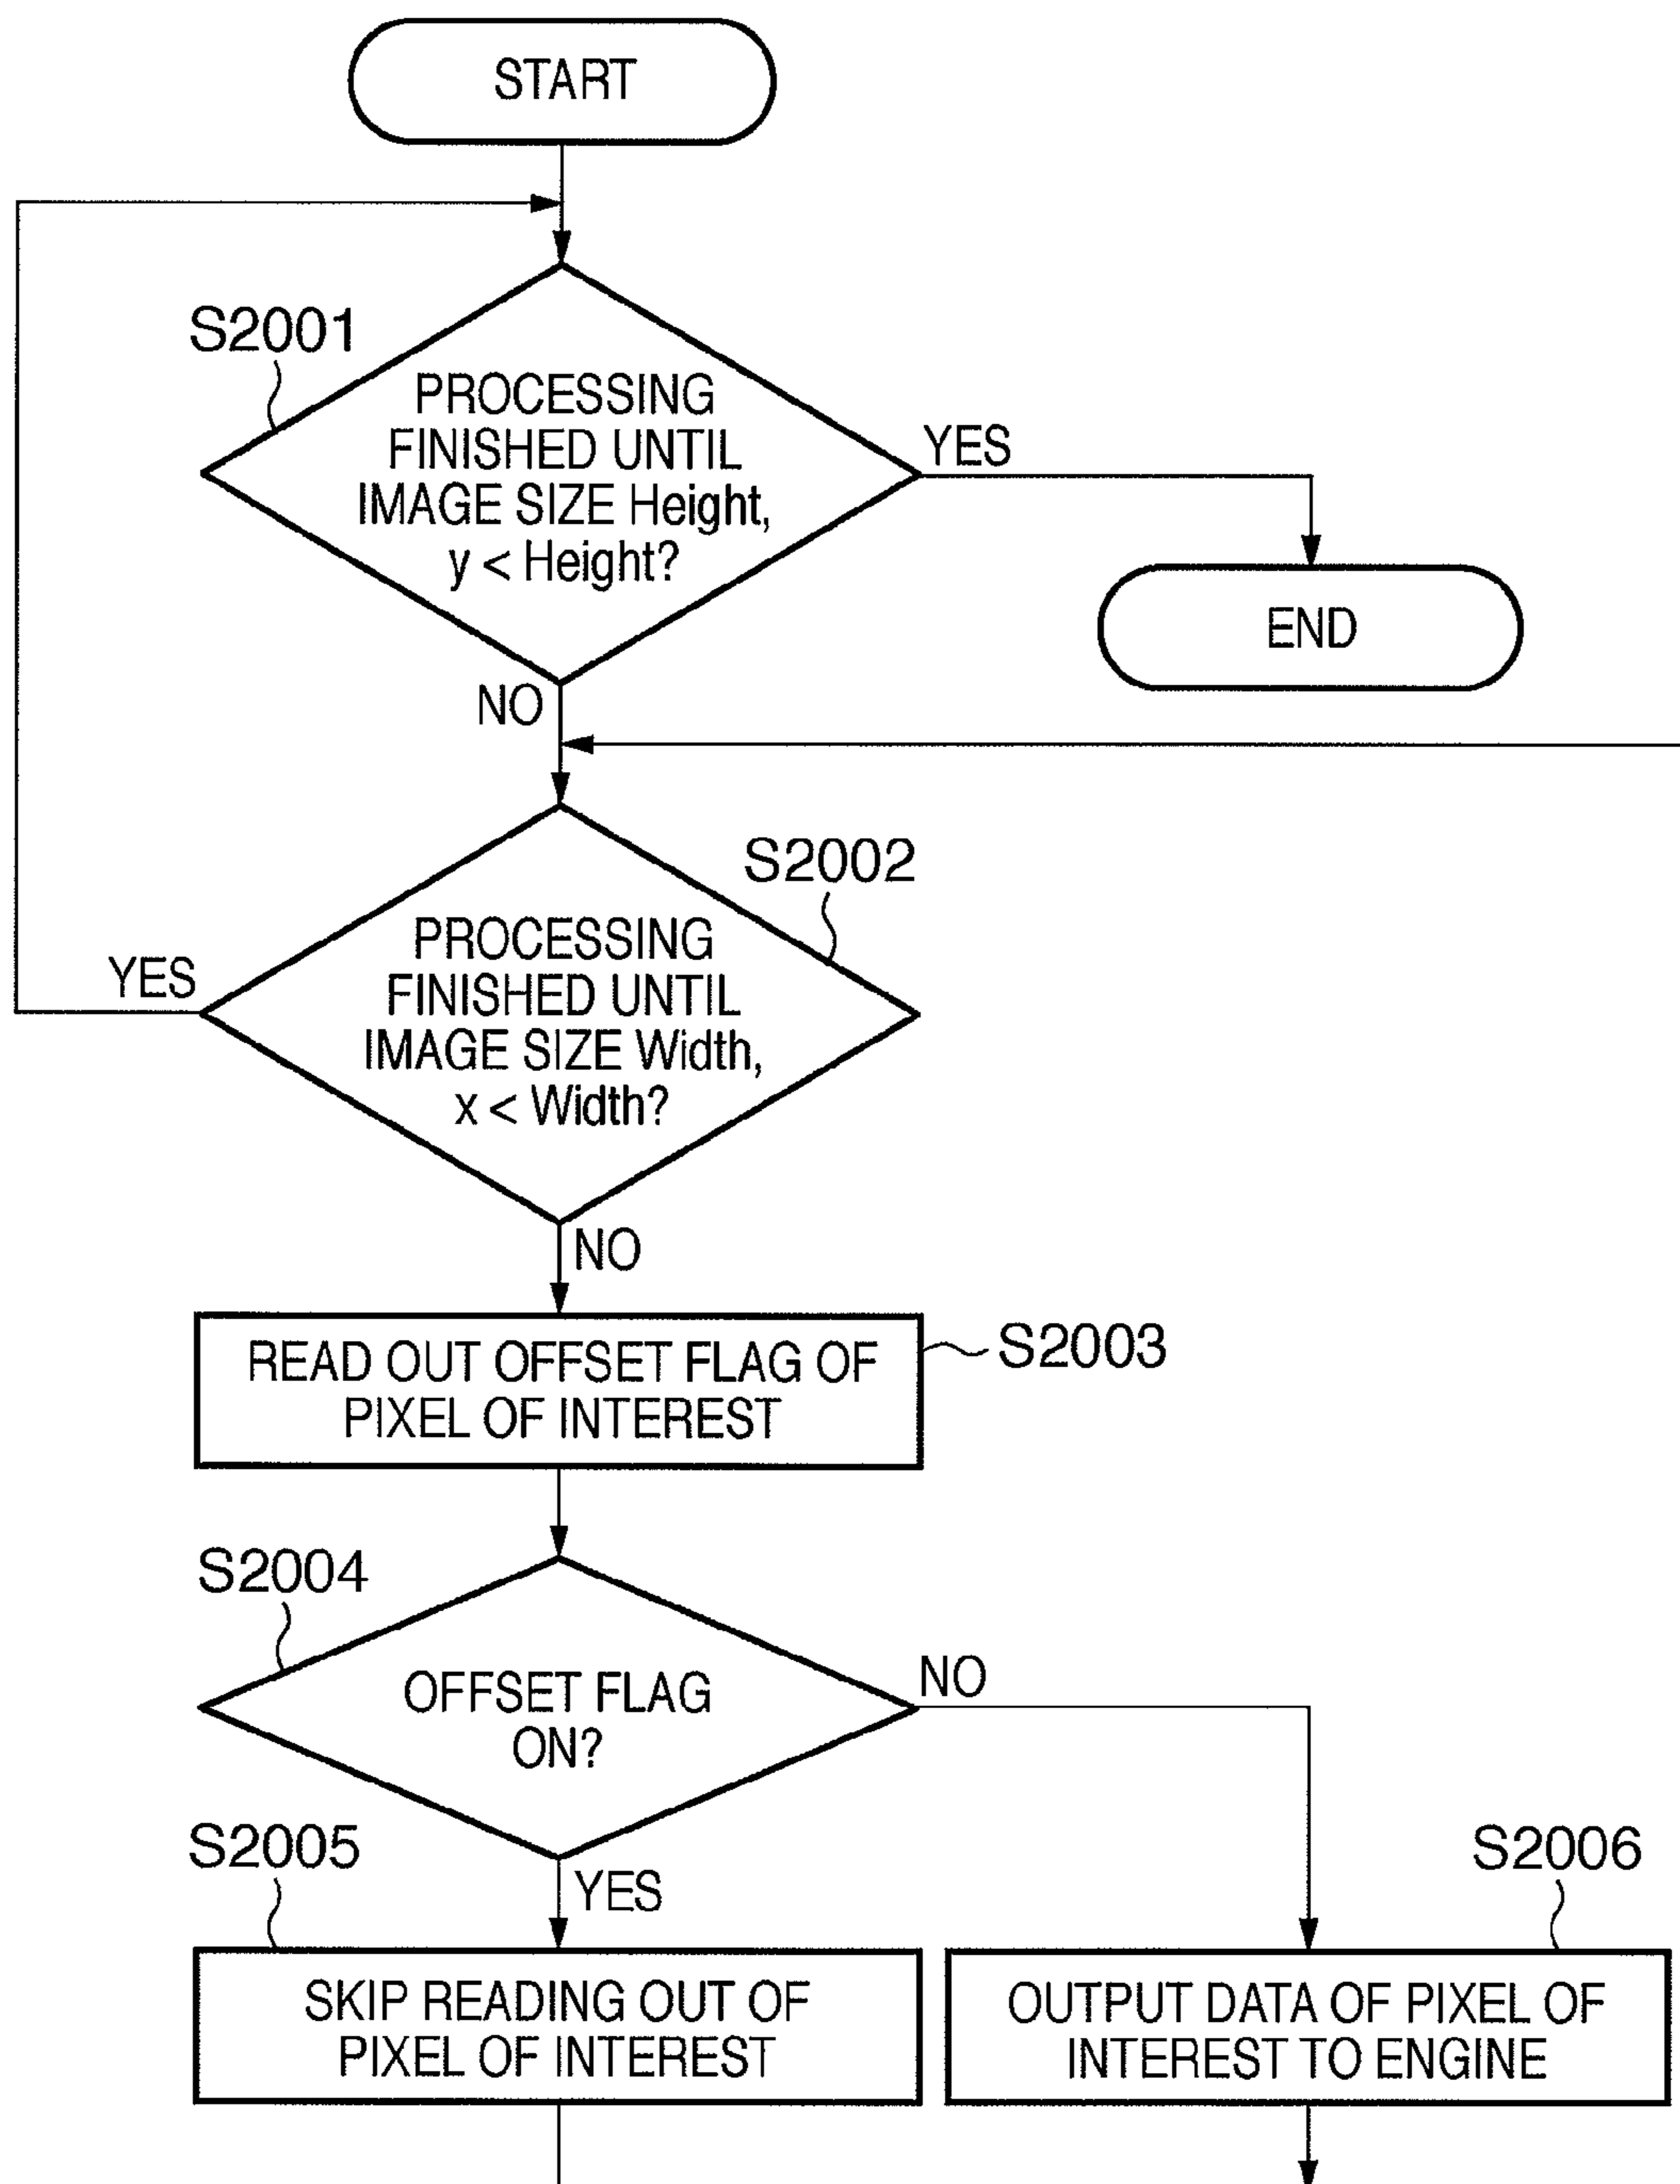 START
S2001
PROCESSING
FINISHED UNTIL
IMAGE SIZE Height,
y < Height?
YES
END
NO
S2002
PROCESSING
FINISHED UNTIL
IMAGE SIZE Width,
x < Width?
YES
NO
READ OUT OFFSET FLAG OF
PIXEL OF INTEREST
S2003
S2004
OFFSET FLAG
ON?
NO
YES
S2005
SKIP READING OUT OF
PIXEL OF INTEREST
S2006
OUTPUT DATA OF PIXEL OF
INTEREST TO ENGINE